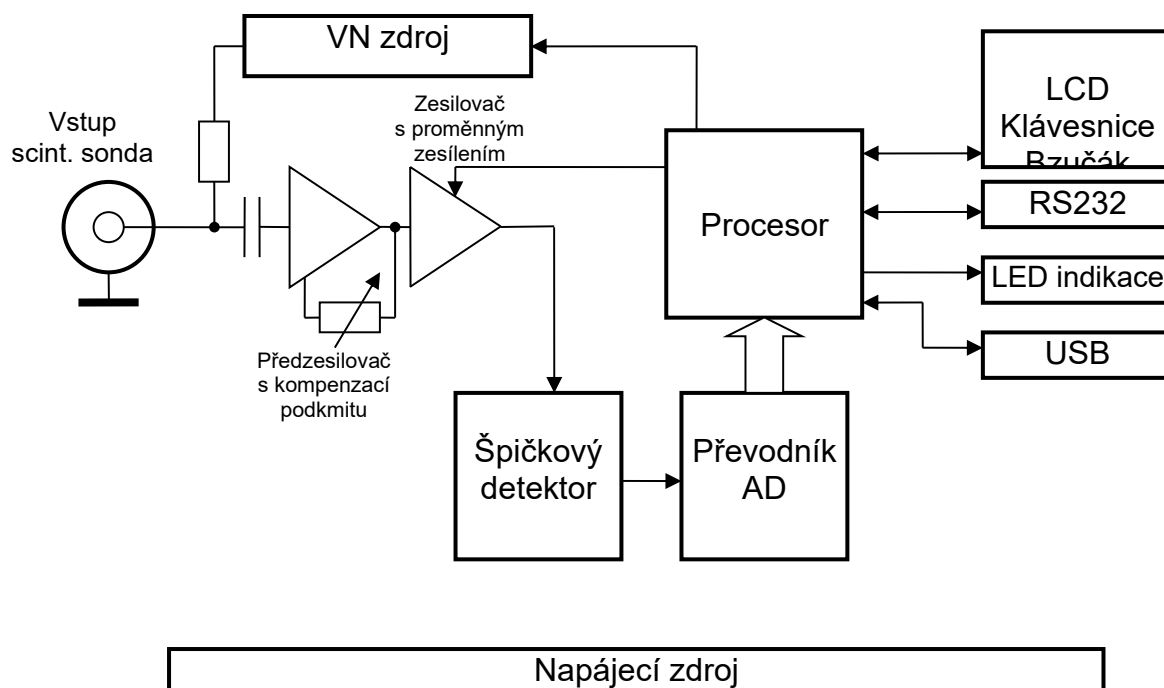 VN zdroj
Vstup
scint. sonda
Zesilovač
s proměnným
zesílením
Předzesilovač
s kompenzací
podkmitu
Procesor
LCD
Klávesnice
Bzučák
RS232
LED indikace
USB
Špičkový
detektor
Převodník
AD
Napájecí zdroj